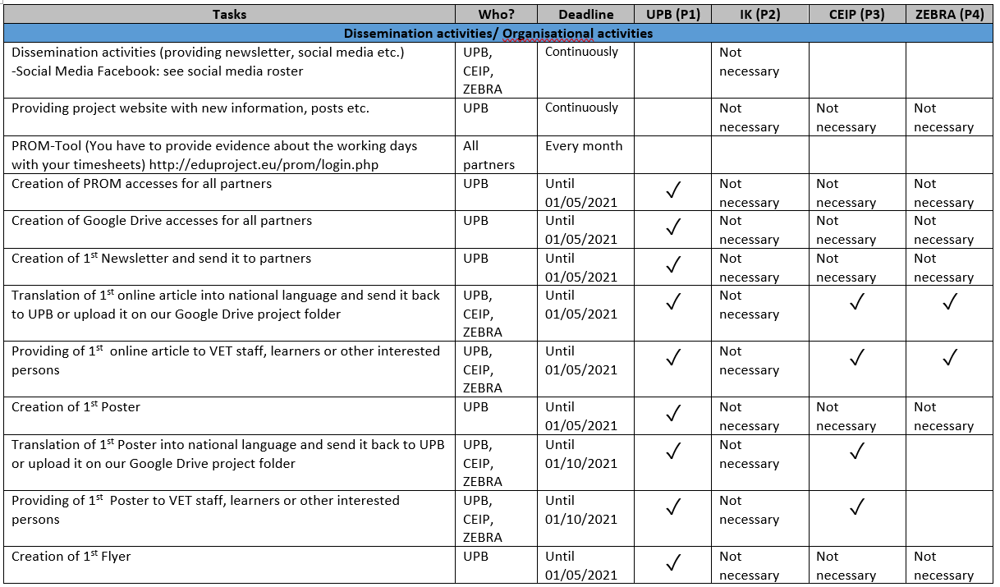 Tasks Who? Deadline UPB (P1) IK (P2) CEIP (P3) ZEBRA (P4)
Dissemination activities/ Organisational activities
Dissemination activities (providing newsletter, social media etc.) UPB, Continuously Not
-Social Media Facebook: see social media roster CEIP, necessary
ZEBRA
Providing project website with new information, posts etc. UPB Continuously Not Not Not
necessary necessary necessary
PROM-Tool (You have to provide evidence about the working days All Every month
with your timesheets) http://eduproject.eu/prom/login.php partners
Creation of PROM accesses for all partners UPB Until ✓ Not Not Not
01/05/2021 necessary necessary necessary
Creation of Google Drive accesses for all partners UPB Until ✓ Not Not Not
01/05/2021 necessary necessary necessary
Creation of 1st Newsletter and send it to partners UPB Until ✓ Not Not Not
01/05/2021 necessary necessary necessary
Translation of 1st online article into national language and send it back UPB, Until ✓ Not ✓ ✓
to UPB or upload it on our Google Drive project folder CEIP, 01/05/2021 necessary
ZEBRA
Providing of 1st online article to VET staff, learners or other interested UPB, Until ✓ Not ✓ ✓
persons CEIP, 01/05/2021 necessary
ZEBRA
Creation of 1st Poster UPB Until ✓ Not Not Not
01/05/2021 necessary necessary necessary
Translation of 1st Poster into national language and send it back to UPB UPB, Until ✓ Not ✓
or upload it on our Google Drive project folder CEIP, 01/10/2021 necessary
ZEBRA
Providing of 1st Poster to VET staff, learners or other interested UPB, Until ✓ Not ✓
persons CEIP, 01/10/2021 necessary
ZEBRA
Creation of 1st Flyer UPB Until ✓ Not Not Not
01/05/2021 necessary necessary necessary